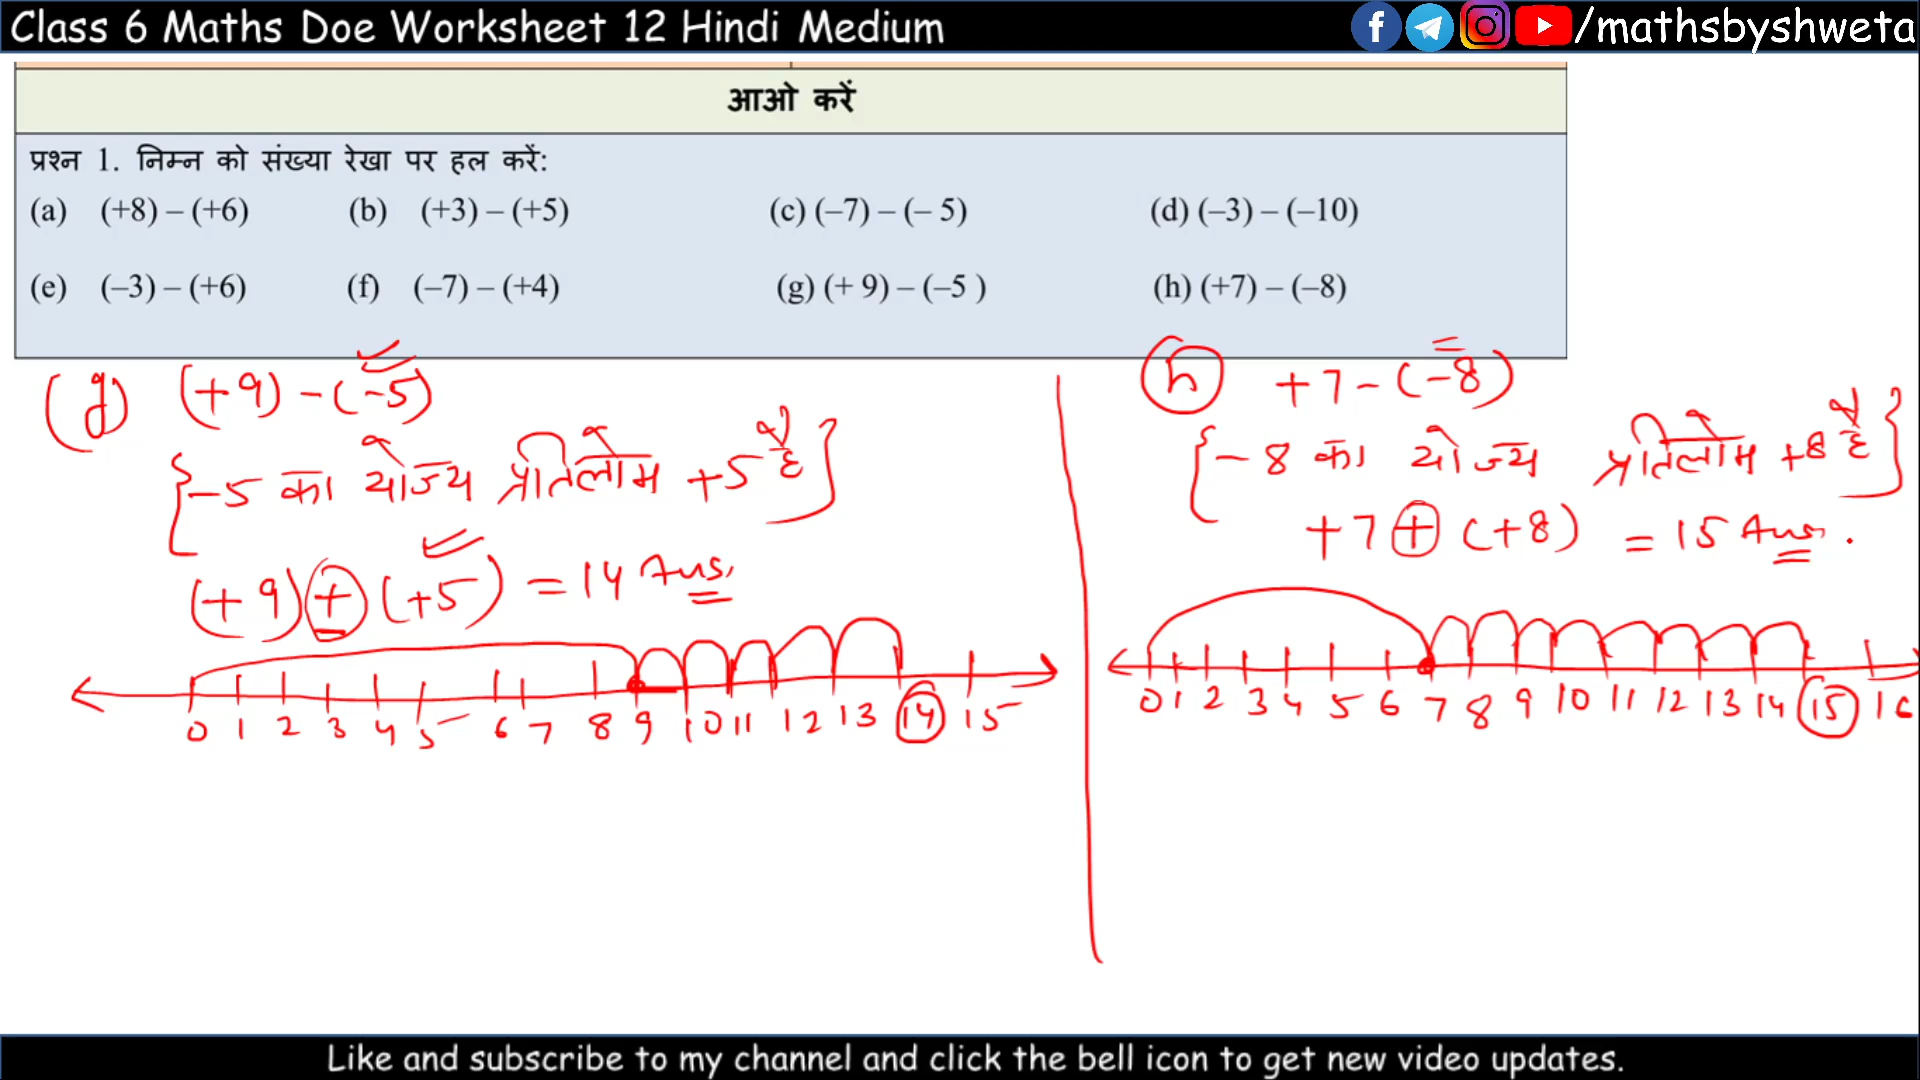 Class 6 Maths Doe Worksheet 12 Hindi Medium
/mathsbyshweta
आओ करें
प्रश्न 1. निम्न को संख्या रेखा पर हल करें:
(a) (+8) – (+6) (b) (+3) – (+5) (c) (–7) – (– 5) (d) (–3) – (–10)
(e) (–3) – (+6) (f) (–7) – (+4) (g) (+ 9) – (–5 ) (h) (+7) – (–8)
(g) (+9) - (-5)
{-5 का योज्य प्रतिलोम +5 है}
(+9) + (+5) = 14 Ans.
0 1 2 3 4 5 6 7 8 9 10 11 12 13 14 15
h +7 - (-8)
{-8 का योज्य प्रतिलोम +8 है}
+7 + (+8) = 15 Ans.
0 1 2 3 4 5 6 7 8 9 10 11 12 13 14 15 16
Like and subscribe to my channel and click the bell icon to get new video updates.